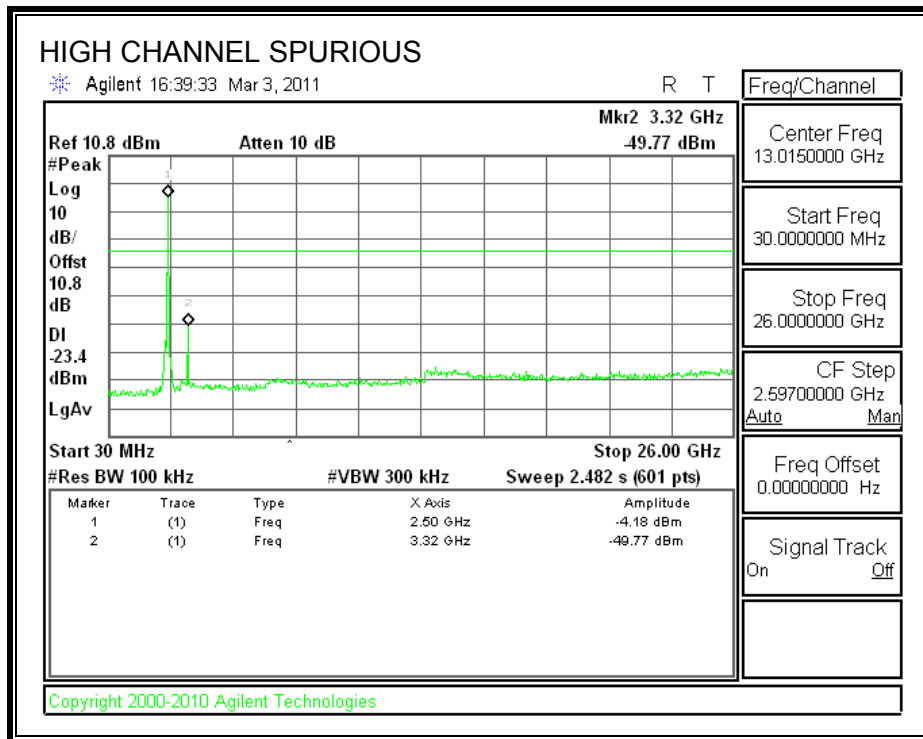 HIGH CHANNEL SPURIOUS
Agilent 16:39:33 Mar 3, 2011 R T
Mkr2 3.32 GHz
Ref 10.8 dBm Atten 10 dB -49.77 dBm
#Peak
Log
10
dB/
Offst
10.8
dB
DI
-23.4
dBm
LgAv
1
2
Start 30 MHz Stop 26.00 GHz
#Res BW 100 kHz #VBW 300 kHz Sweep 2.482 s (601 pts)
Marker Trace Type X Axis Amplitude
1 (1) Freq 2.50 GHz -4.18 dBm
2 (1) Freq 3.32 GHz -49.77 dBm
Freq/Channel
Center Freq
13.0150000 GHz
Start Freq
30.0000000 MHz
Stop Freq
26.0000000 GHz
CF Step
2.59700000 GHz
Auto Man
Freq Offset
0.00000000 Hz
Signal Track
On Off
Copyright 2000-2010 Agilent Technologies